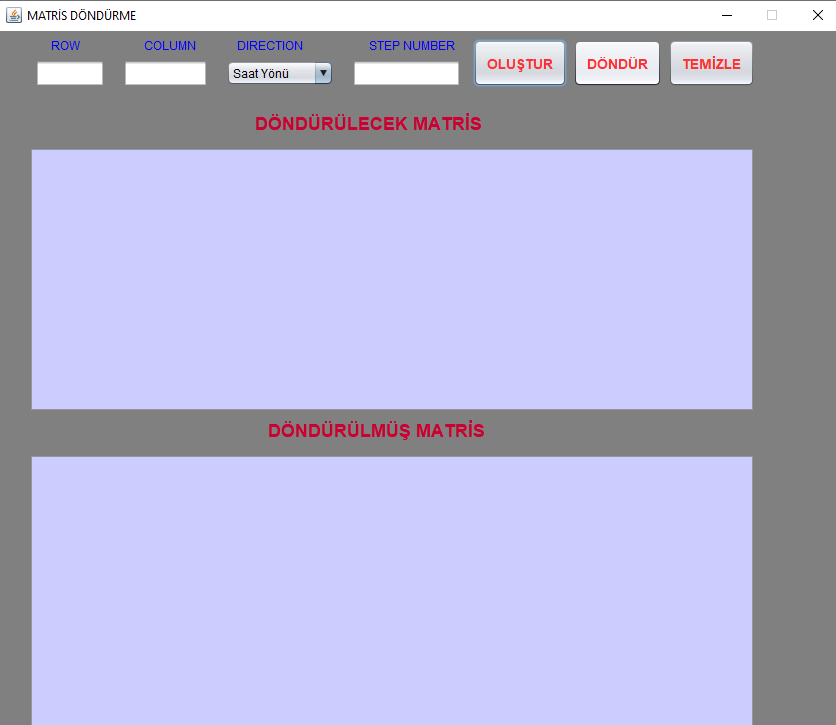 MATRİS DÖNDÜRME
ROW COLUMN DIRECTION STEP NUMBER
Saat Yönü OLUŞTUR DÖNDÜR TEMİZLE
DÖNDÜRÜLECEK MATRİS
DÖNDÜRÜLMÜŞ MATRİS